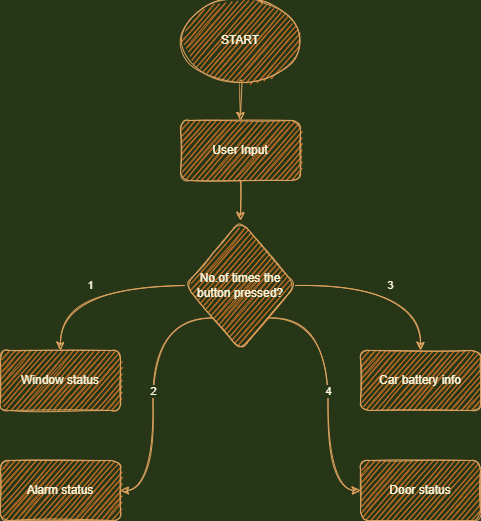 START
User Input
No.of times the
button pressed?
1
3
Window status
Car battery info
2
4
Alarm status
Door status